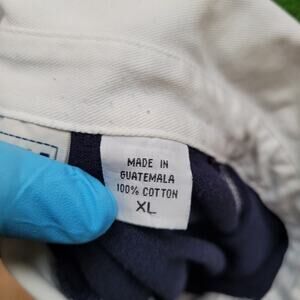 MADE IN
GUATEMALA
100% COTTON
XL